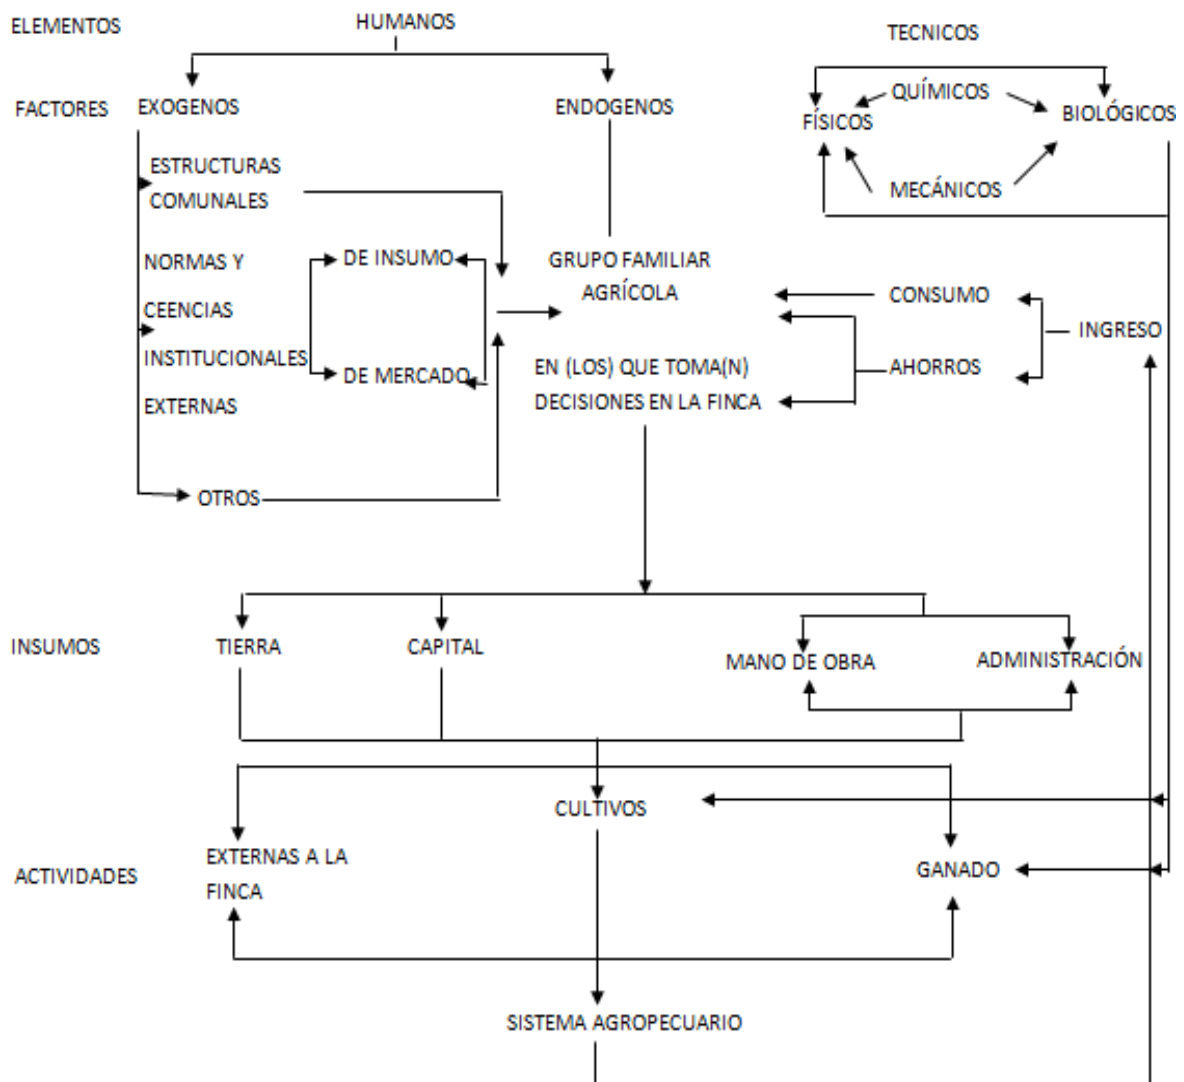 ELEMENTOS
HUMANOS
TECNICOS
FACTORES
EXOGENOS
ENDOGENOS
QUÍMICOS
FÍSICOS
BIOLÓGICOS
MECÁNICOS
ESTRUCTURAS
COMUNALES
NORMAS Y
CEENCIAS
INSTITUCIONALES
EXTERNAS
DE INSUMO
DE MERCADO
OTROS
GRUPO FAMILIAR
AGRÍCOLA
EN (LOS) QUE TOMA(N)
DECISIONES EN LA FINCA
CONSUMO
AHORROS
INGRESO
INSUMOS
TIERRA
CAPITAL
MANO DE OBRA
ADMINISTRACIÓN
ACTIVIDADES
CULTIVOS
EXTERNAS A LA
FINCA
GANADO
SISTEMA AGROPECUARIO